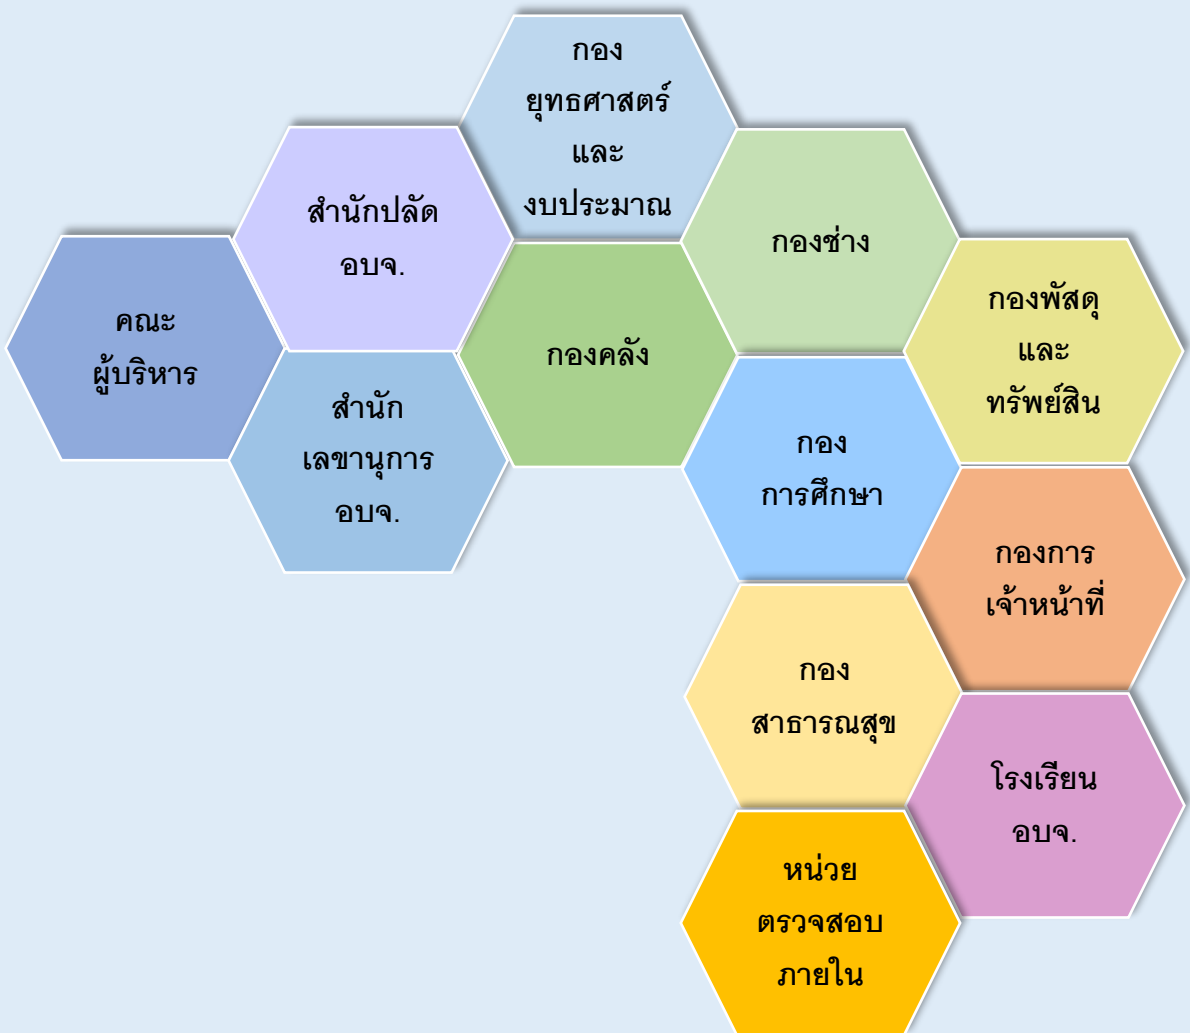 กอง
ยุทธศาสตร์
และ
งบประมาณ
สำนักปลัด
อบจ.
กองช่าง
คณะ
ผู้บริหาร
กองคลัง
กองพัสดุ
และ
ทรัพย์สิน
สำนัก
เลขานุการ
อบจ.
กอง
การศึกษา
กองการ
เจ้าหน้าที่
กอง
สาธารณสุข
โรงเรียน
อบจ.
หน่วย
ตรวจสอบ
ภายใน